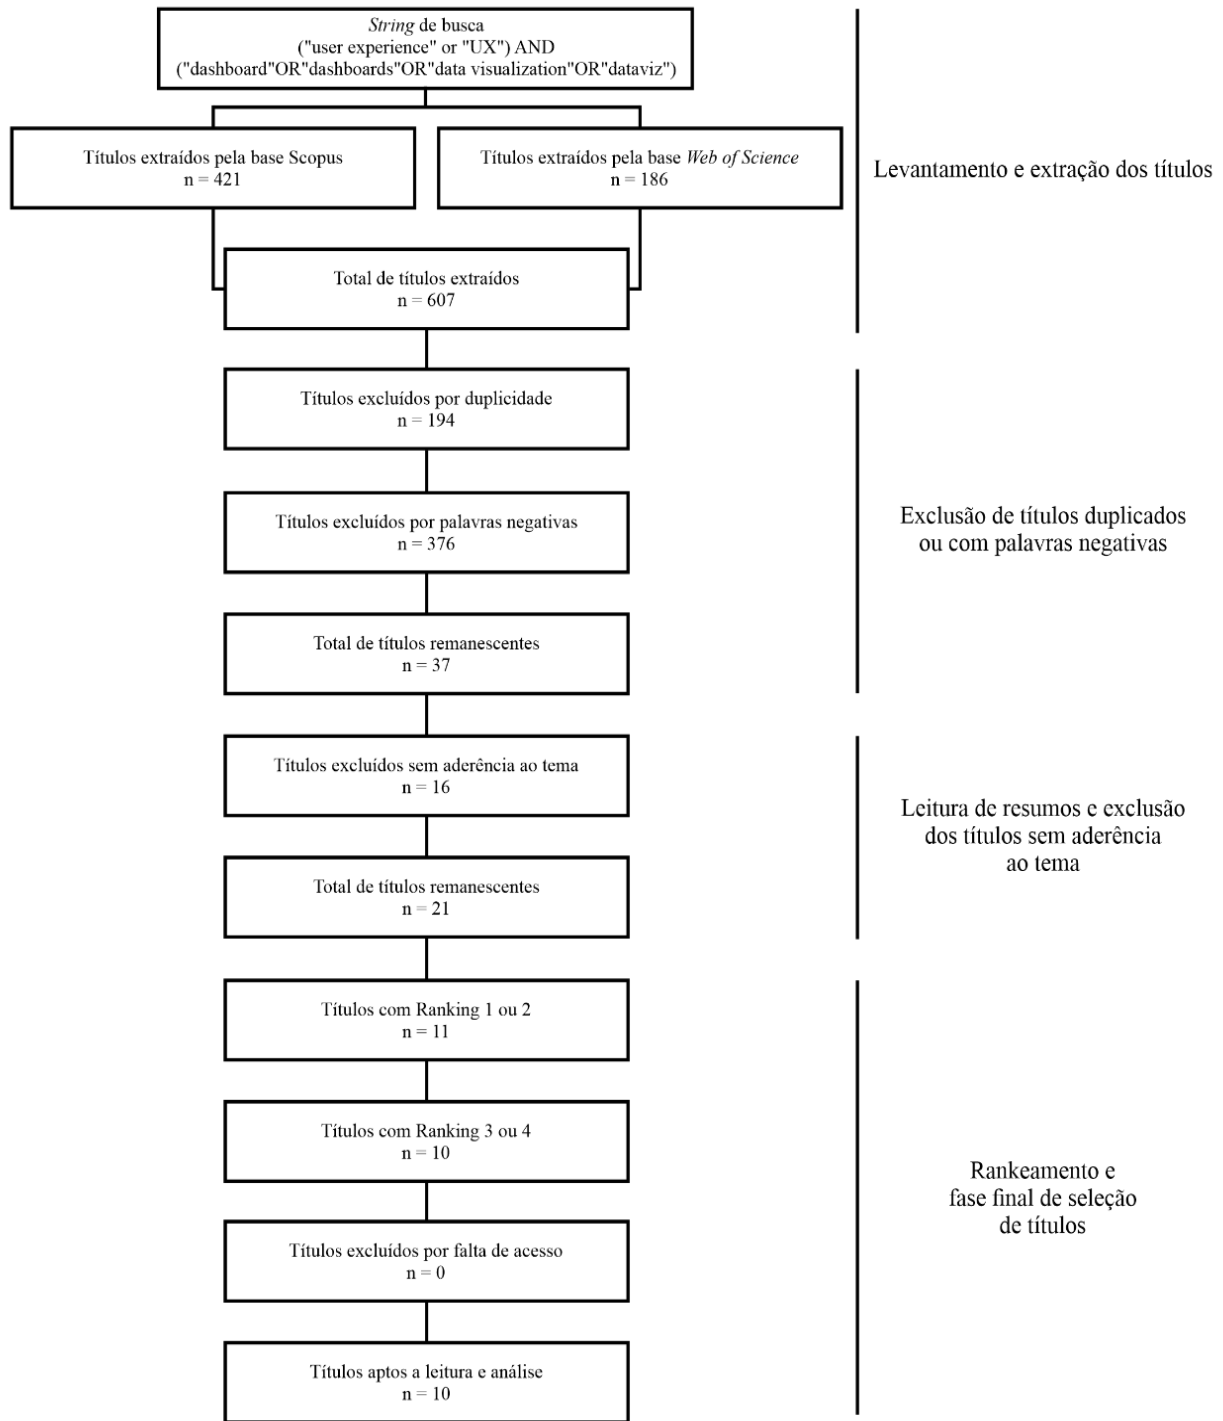 String de busca
("user experience" or "UX") AND
("dashboard"OR"dashboards"OR"data visualization"OR"dataviz")
Títulos extraídos pela base Scopus
n = 421
Títulos extraídos pela base Web of Science
n = 186
Levantamento e extração dos títulos
Total de títulos extraídos
n = 607
Títulos excluídos por duplicidade
n = 194
Títulos excluídos por palavras negativas
n = 376
Exclusão de títulos duplicados
ou com palavras negativas
Total de títulos remanescentes
n = 37
Títulos excluídos sem aderência ao tema
n = 16
Leitura de resumos e exclusão
dos títulos sem aderência
ao tema
Total de títulos remanescentes
n = 21
Títulos com Ranking 1 ou 2
n = 11
Títulos com Ranking 3 ou 4
n = 10
Rankeamento e
fase final de seleção
de títulos
Títulos excluídos por falta de acesso
n = 0
Títulos aptos a leitura e análise
n = 10